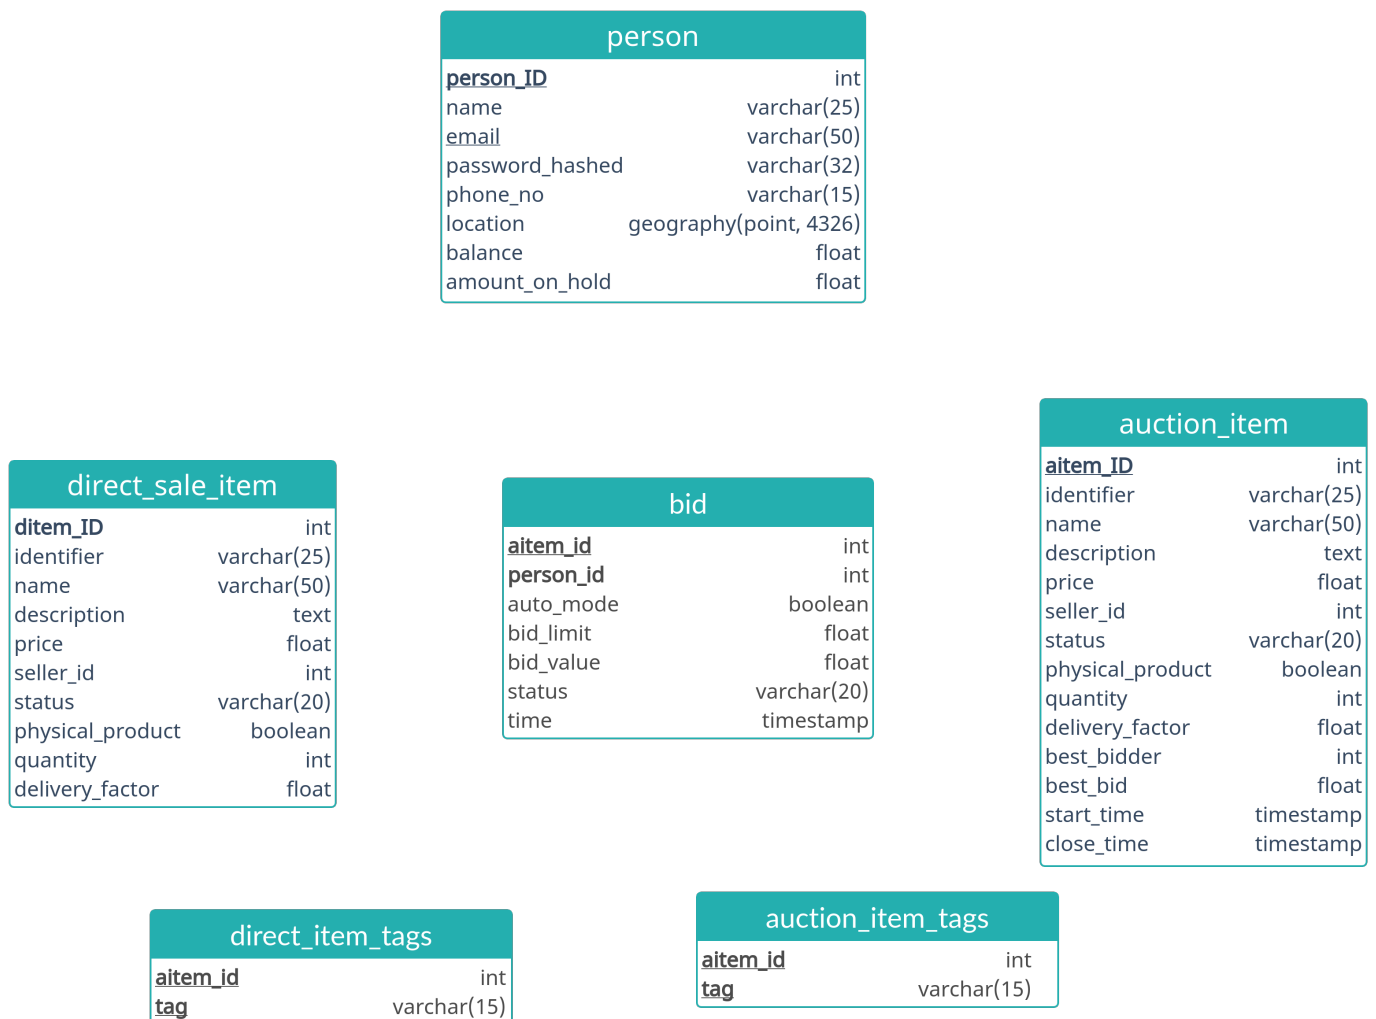 person
person_ID int
name varchar(25)
email varchar(50)
password_hashed varchar(32)
phone_no varchar(15)
location geography(point, 4326)
balance float
amount_on_hold float
direct_sale_item
ditem_ID int
identifier varchar(25)
name varchar(50)
description text
price float
seller_id int
status varchar(20)
physical_product boolean
quantity int
delivery_factor float
bid
aitem_id int
person_id int
auto_mode boolean
bid_limit float
bid_value float
status varchar(20)
time timestamp
auction_item
aitem_ID int
identifier varchar(25)
name varchar(50)
description text
price float
seller_id int
status varchar(20)
physical_product boolean
quantity int
delivery_factor float
best_bidder int
best_bid float
start_time timestamp
close_time timestamp
direct_item_tags
aitem_id int
tag varchar(15)
auction_item_tags
aitem_id int
tag varchar(15)